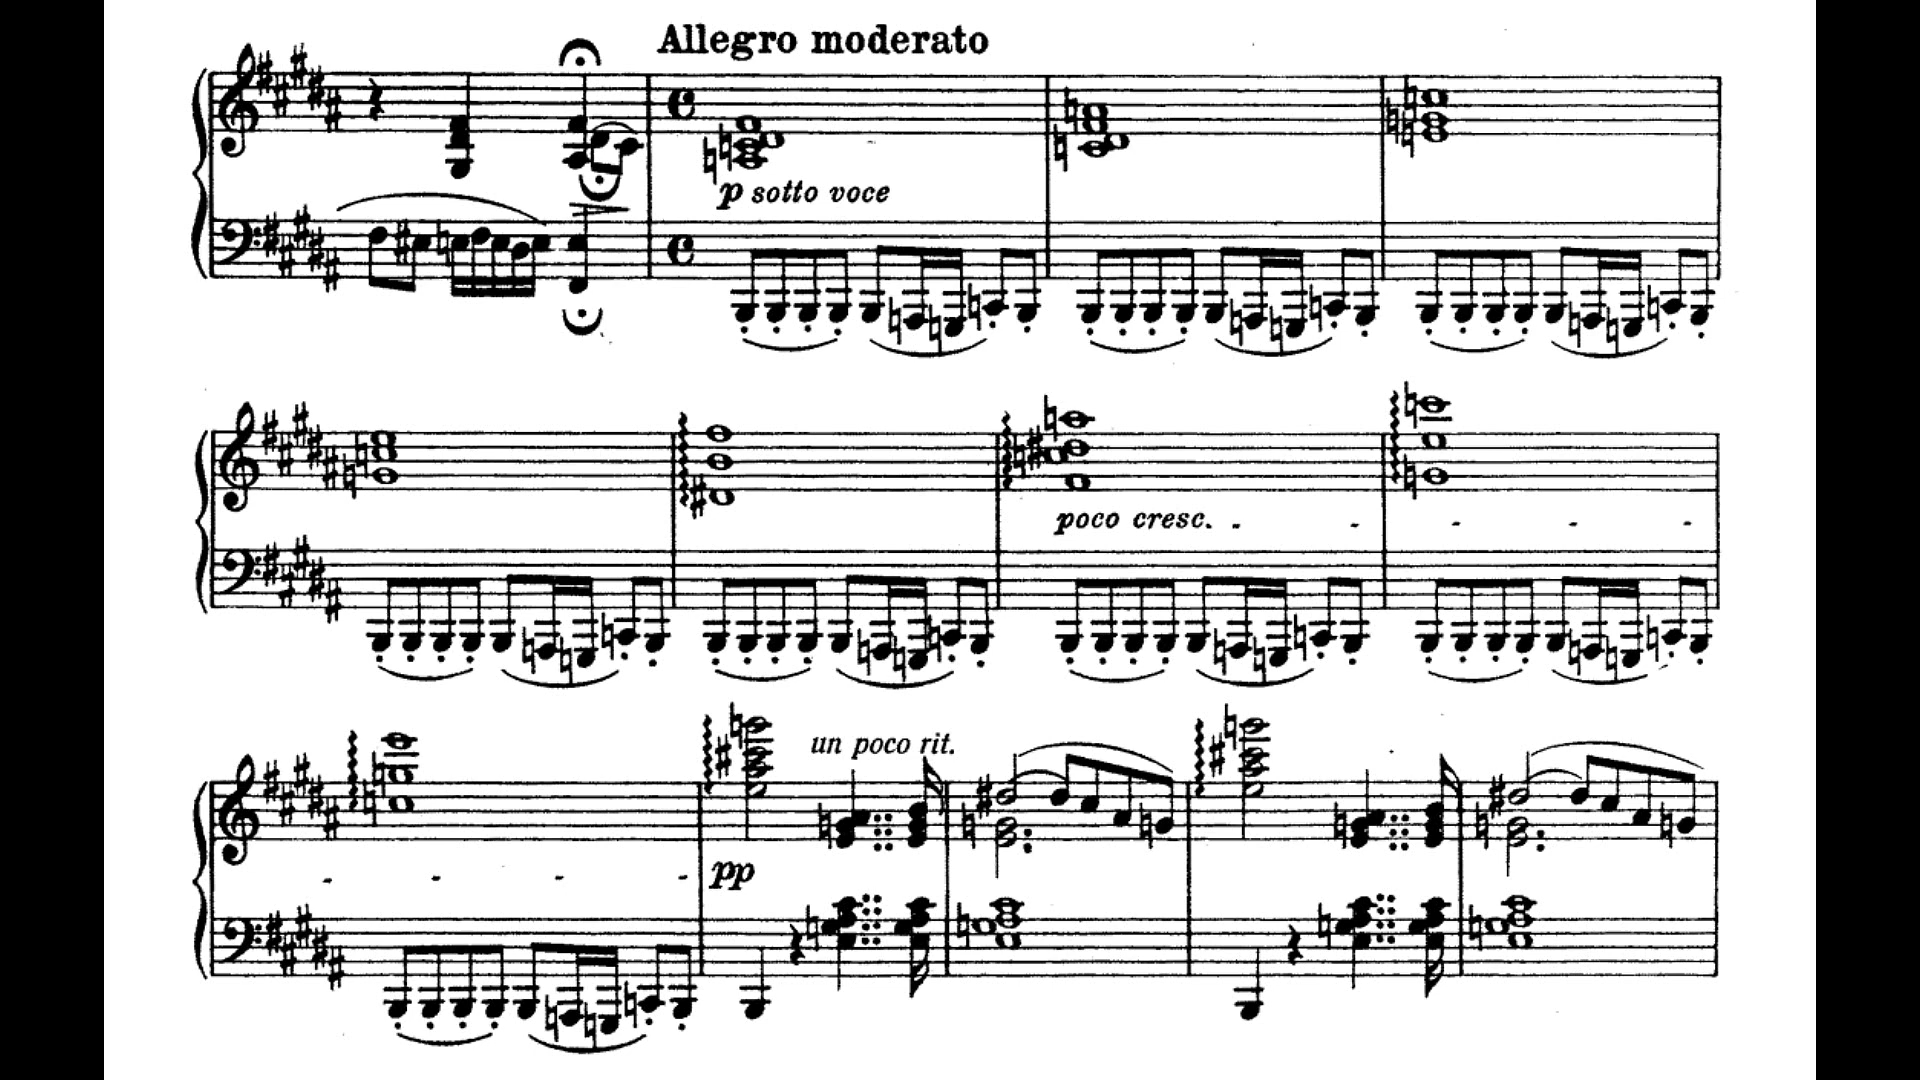 Allegro moderato
p sotto voce
poco cresc. - - - - -
- - - -
un poco rit.
pp